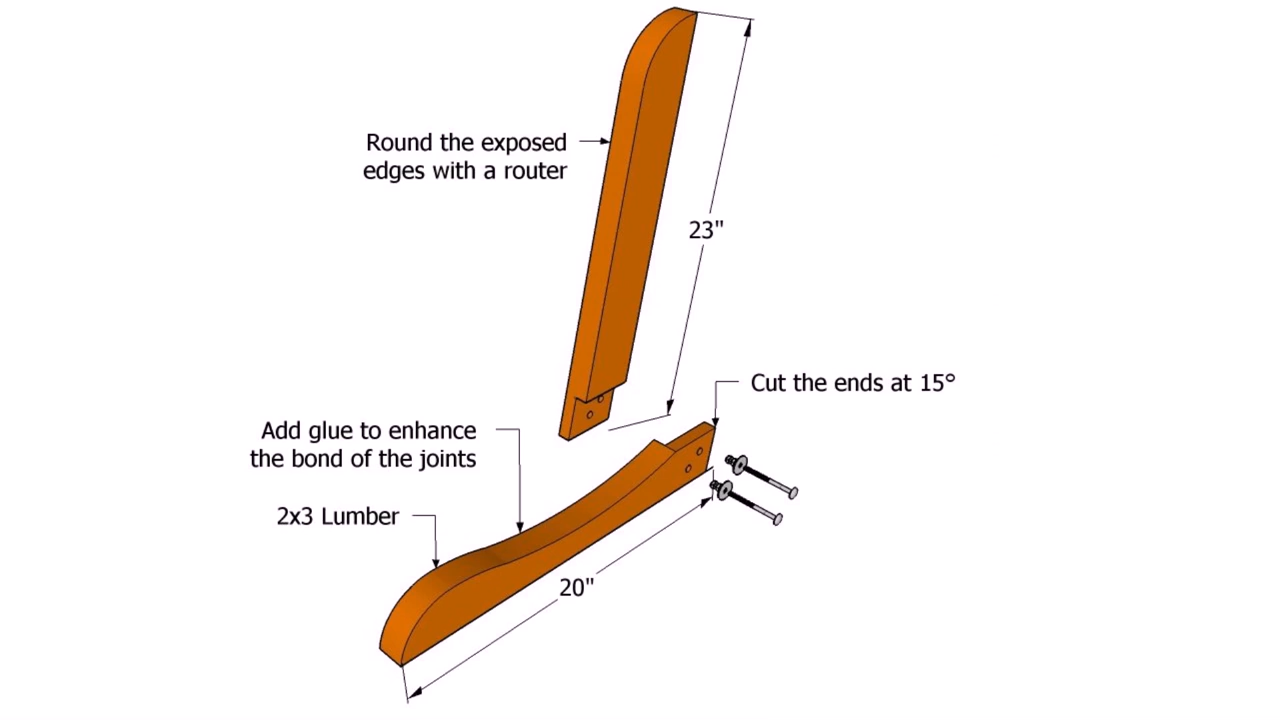 Round the exposed
edges with a router
23"
Cut the ends at 15°
Add glue to enhance
the bond of the joints
2x3 Lumber
20"